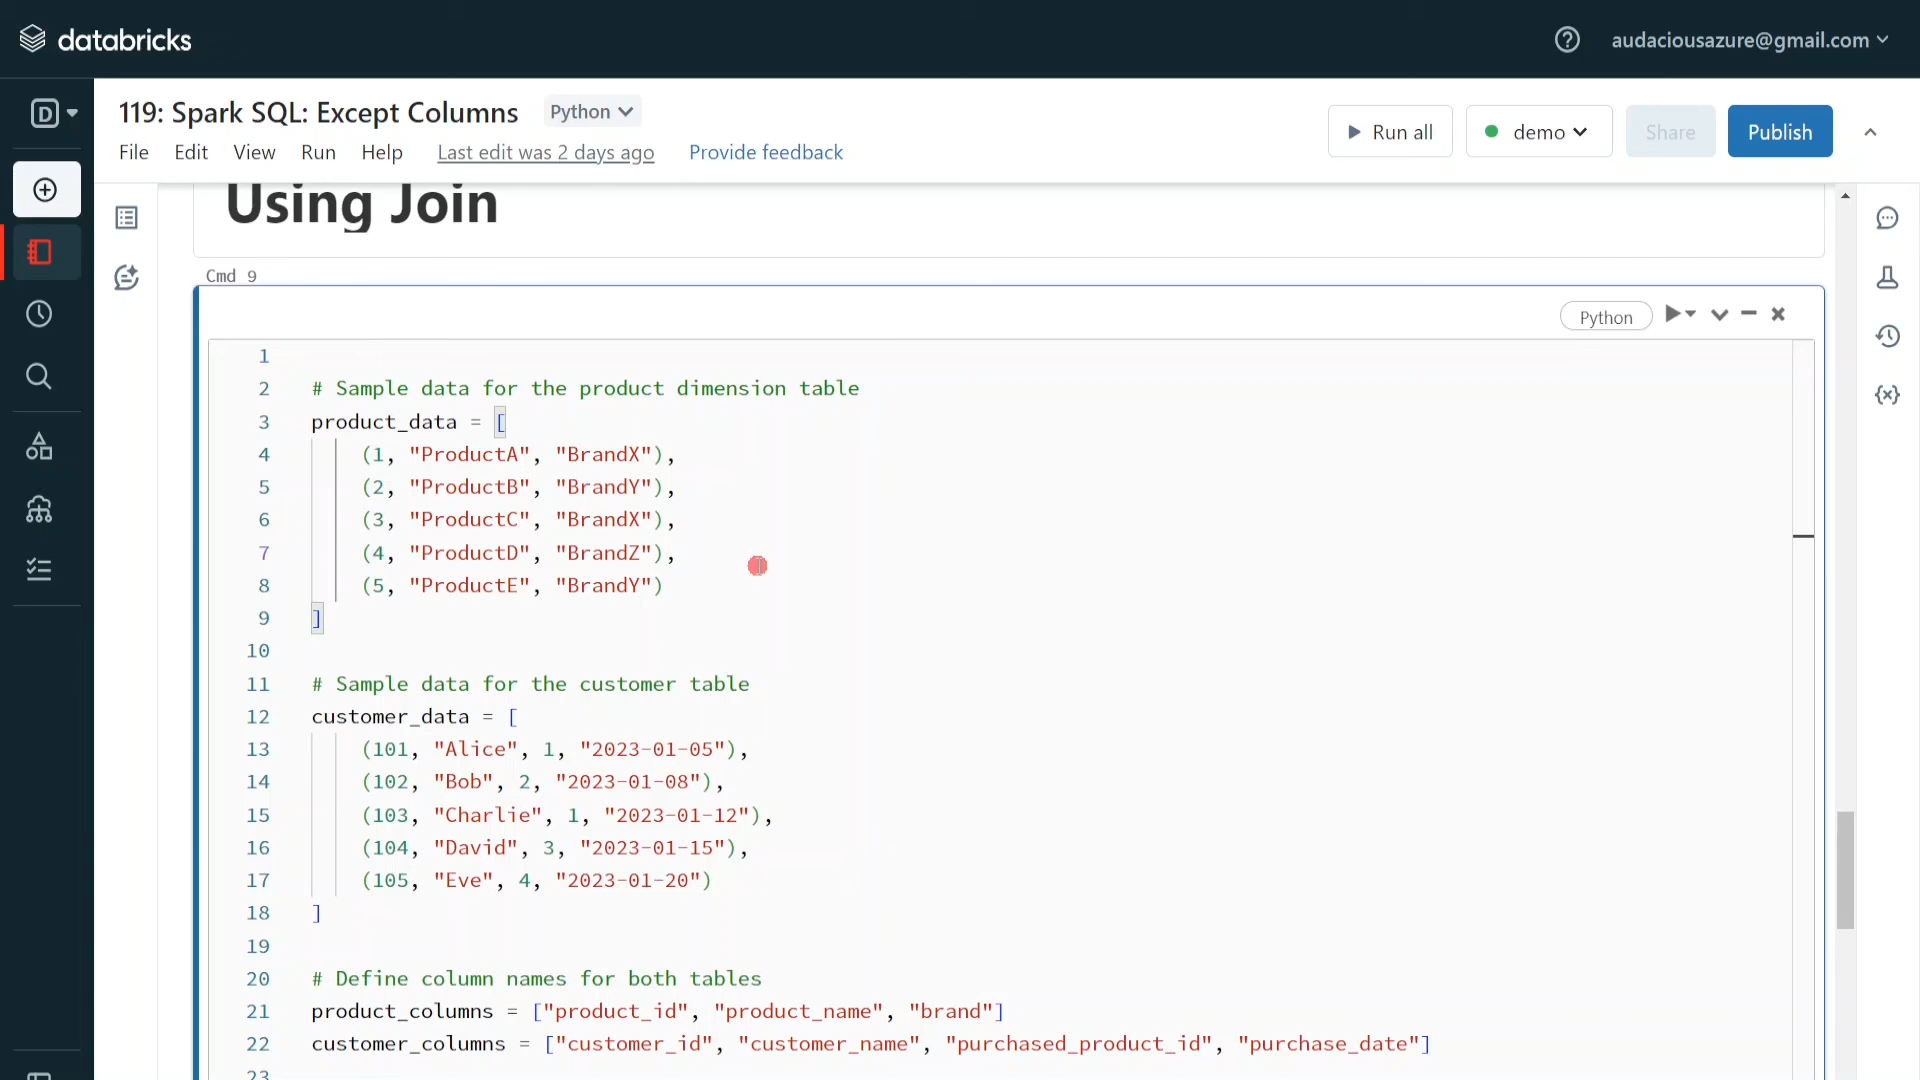 databricks
audaciousazure@gmail.com
D
119: Spark SQL: Except Columns
Python
File
Edit
View
Run
Help
Last edit was 2 days ago
Provide feedback
Run all
demo
Share
Publish
Using Join
Cmd 9
Python
1
2 # Sample data for the product dimension table
3 product_data = [
4 (1, "ProductA", "BrandX"),
5 (2, "ProductB", "BrandY"),
6 (3, "ProductC", "BrandX"),
7 (4, "ProductD", "BrandZ"),
8 (5, "ProductE", "BrandY")
9 ]
10
11 # Sample data for the customer table
12 customer_data = [
13 (101, "Alice", 1, "2023-01-05"),
14 (102, "Bob", 2, "2023-01-08"),
15 (103, "Charlie", 1, "2023-01-12"),
16 (104, "David", 3, "2023-01-15"),
17 (105, "Eve", 4, "2023-01-20")
18 ]
19
20 # Define column names for both tables
21 product_columns = ["product_id", "product_name", "brand"]
22 customer_columns = ["customer_id", "customer_name", "purchased_product_id", "purchase_date"]
23